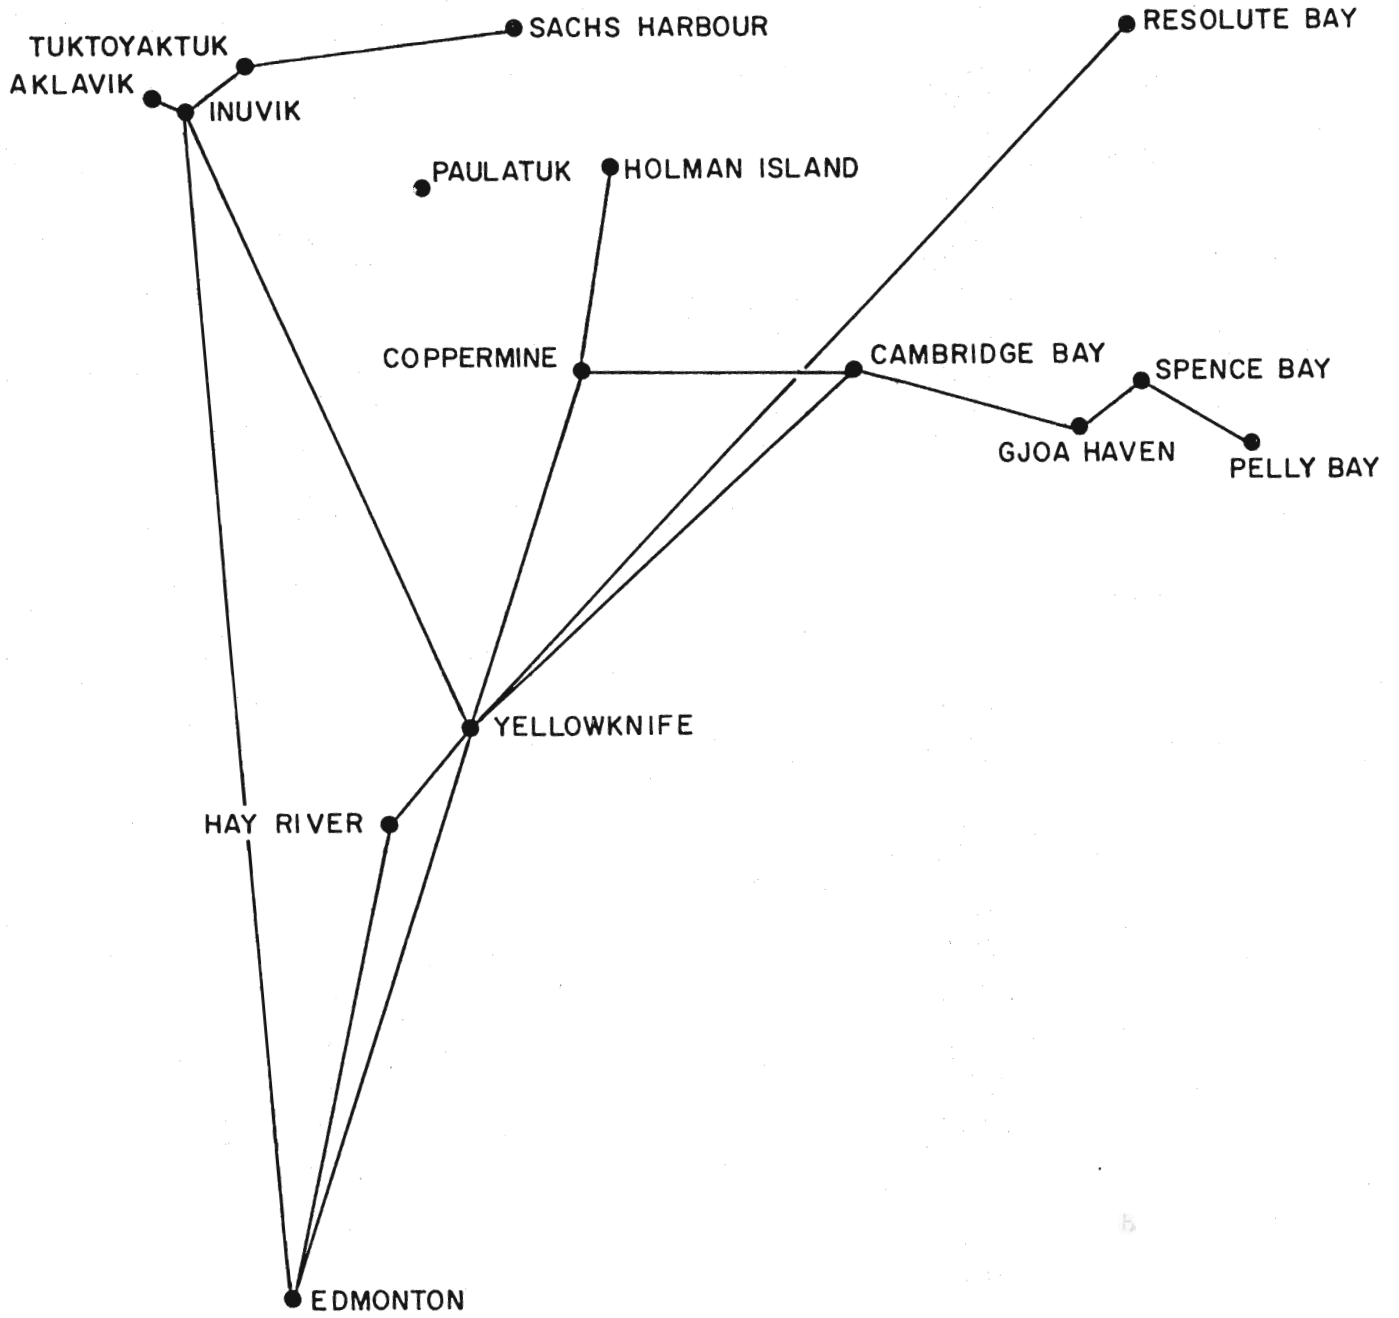 SACHS HARBOUR
RESOLUTE BAY
TUKTOYAKTUK
AKLAVIK
INUVIK
PAULATUK
HOLMAN ISLAND
COPPERMINE
CAMBRIDGE BAY
SPENCE BAY
GJOA HAVEN
PELLY BAY
YELLOWKNIFE
HAY RIVER
EDMONTON